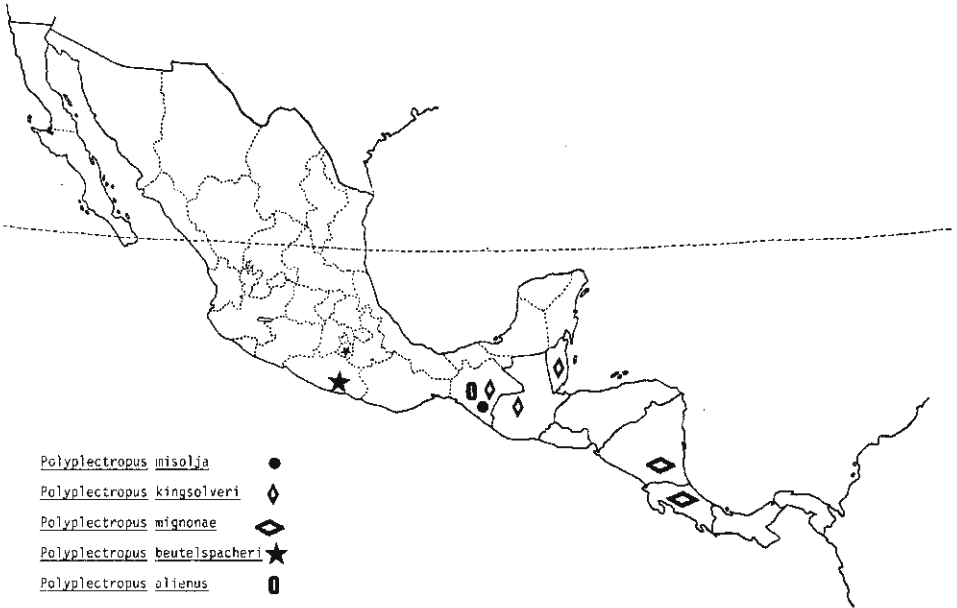 Polyplectropus misolja
Polyplectropus kingsolveri
Polyplectropus mignonae
Polyplectropus beutelspacheri
Polyplectropus alienus